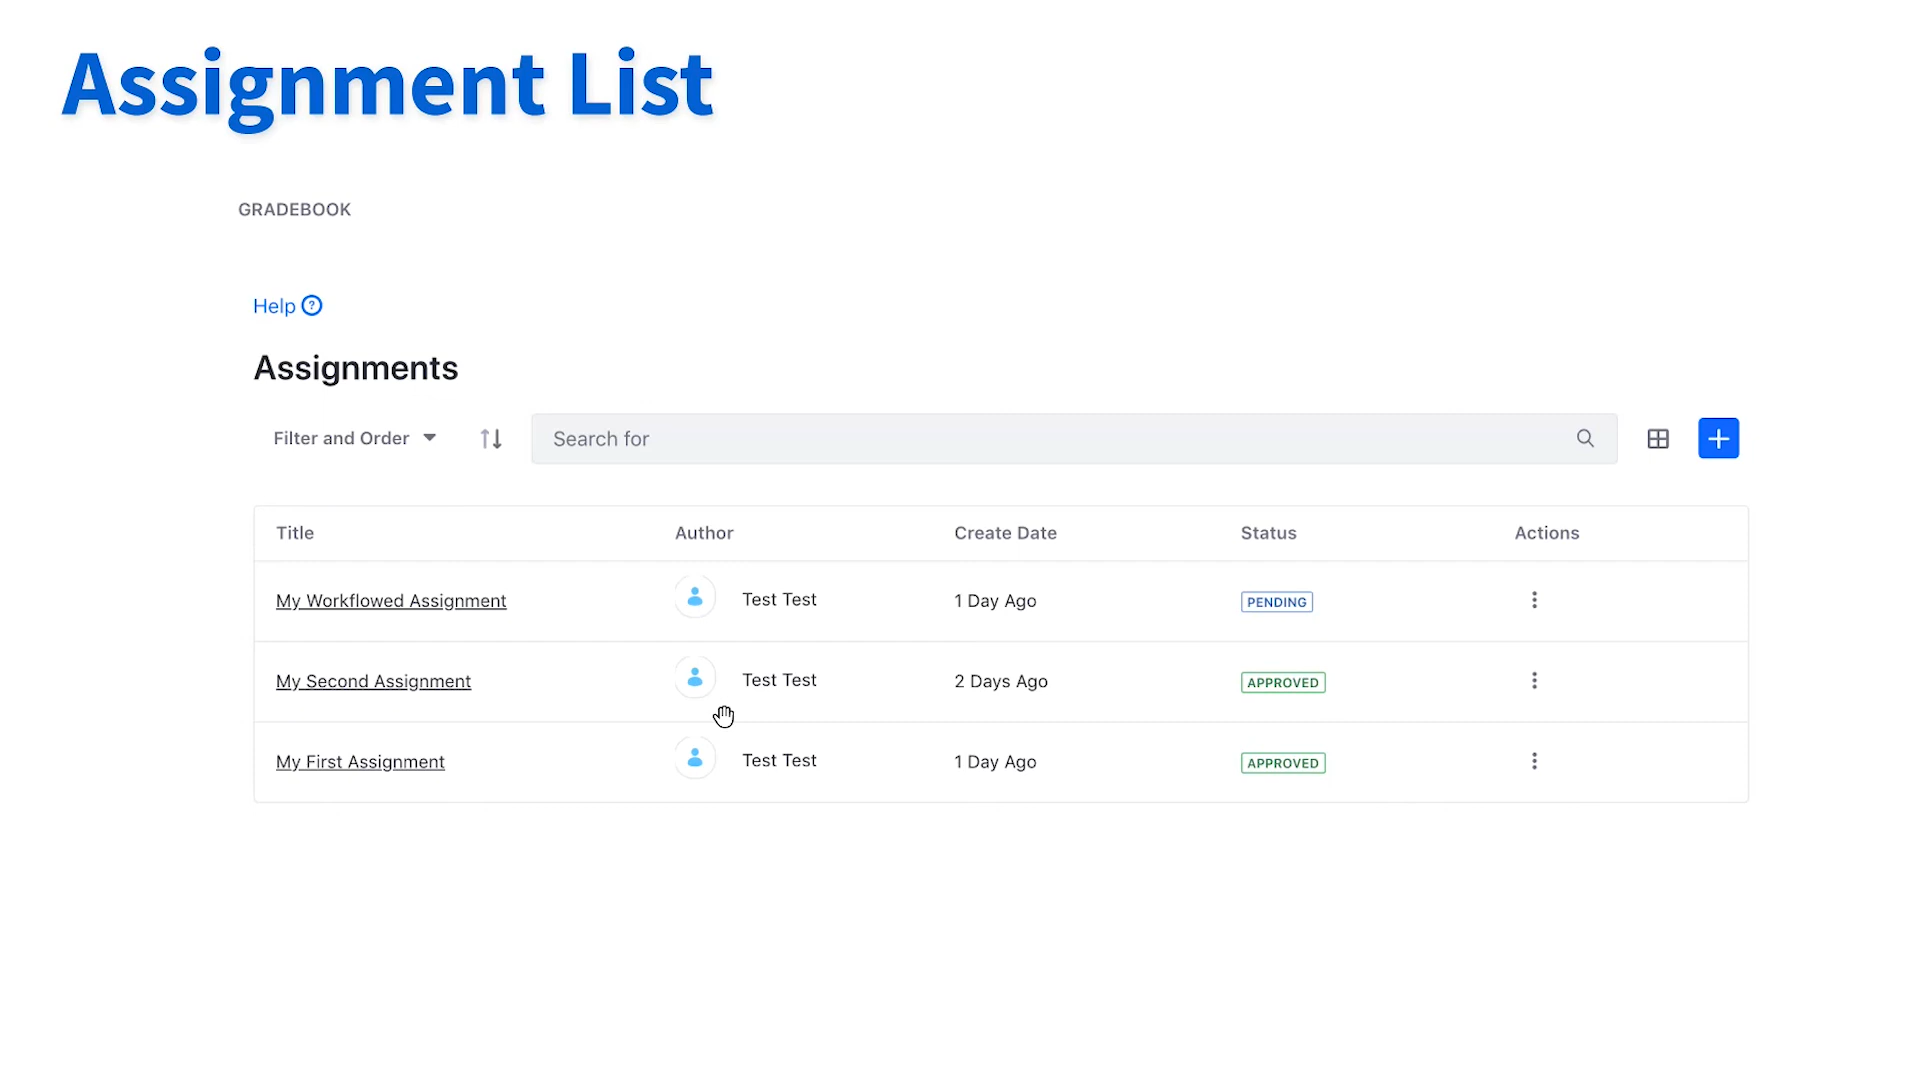 Assignment List
GRADEBOOK
Help
Assignments
Filter and Order
Search for
Title Author Create Date Status Actions
My Workflowed Assignment Test Test 1 Day Ago PENDING
My Second Assignment Test Test 2 Days Ago APPROVED
My First Assignment Test Test 1 Day Ago APPROVED